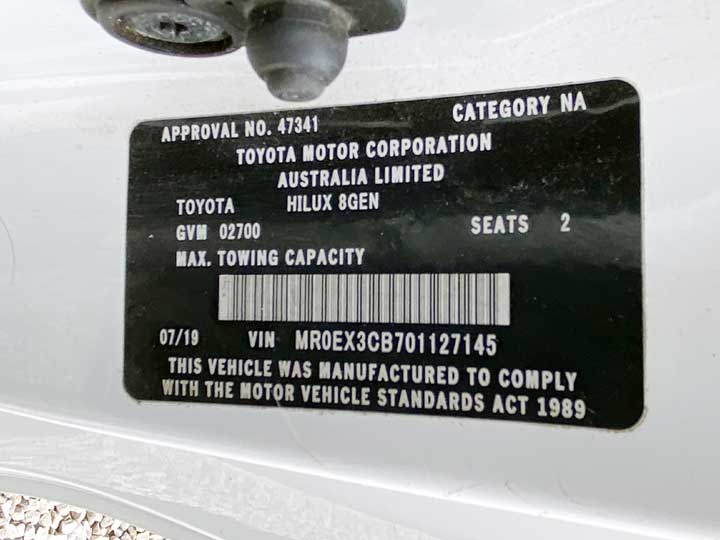 APPROVAL NO. 47341 CATEGORY NA
TOYOTA MOTOR CORPORATION
AUSTRALIA LIMITED
TOYOTA HILUX 8GEN
GVM 02700 SEATS 2
MAX. TOWING CAPACITY
07/19 VIN MR0EX3CB701127145
THIS VEHICLE WAS MANUFACTURED TO COMPLY
WITH THE MOTOR VEHICLE STANDARDS ACT 1989